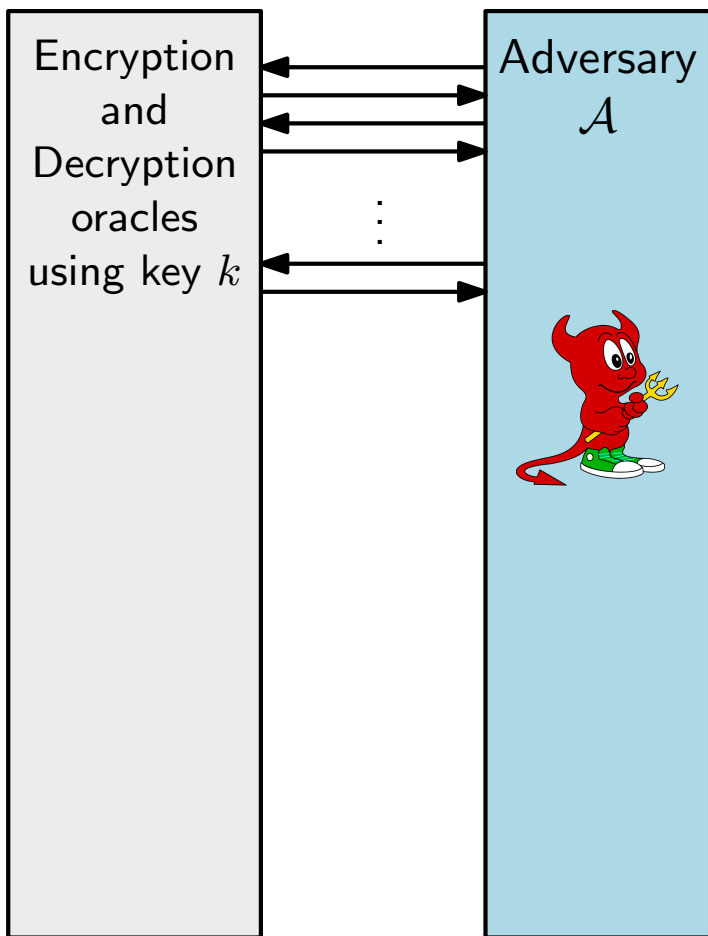 Encryption
and
Decryption
oracles
using key k
Adversary
𝒜